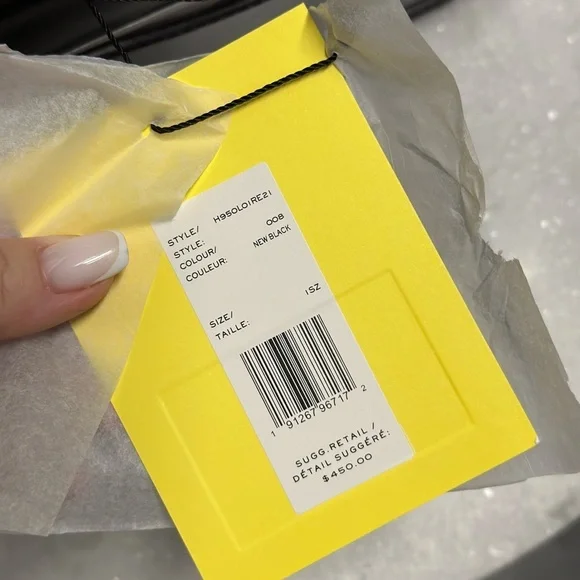 STYLE/ H950L01RE21
STYLE:
COLOUR/ 008
COULEUR: NEW BLACK
SIZE/ 1SZ
TAILLE:
1 91267 96717 2
SUGG.RETAIL /
DÉTAIL SUGGÉRÉ:
$450.00